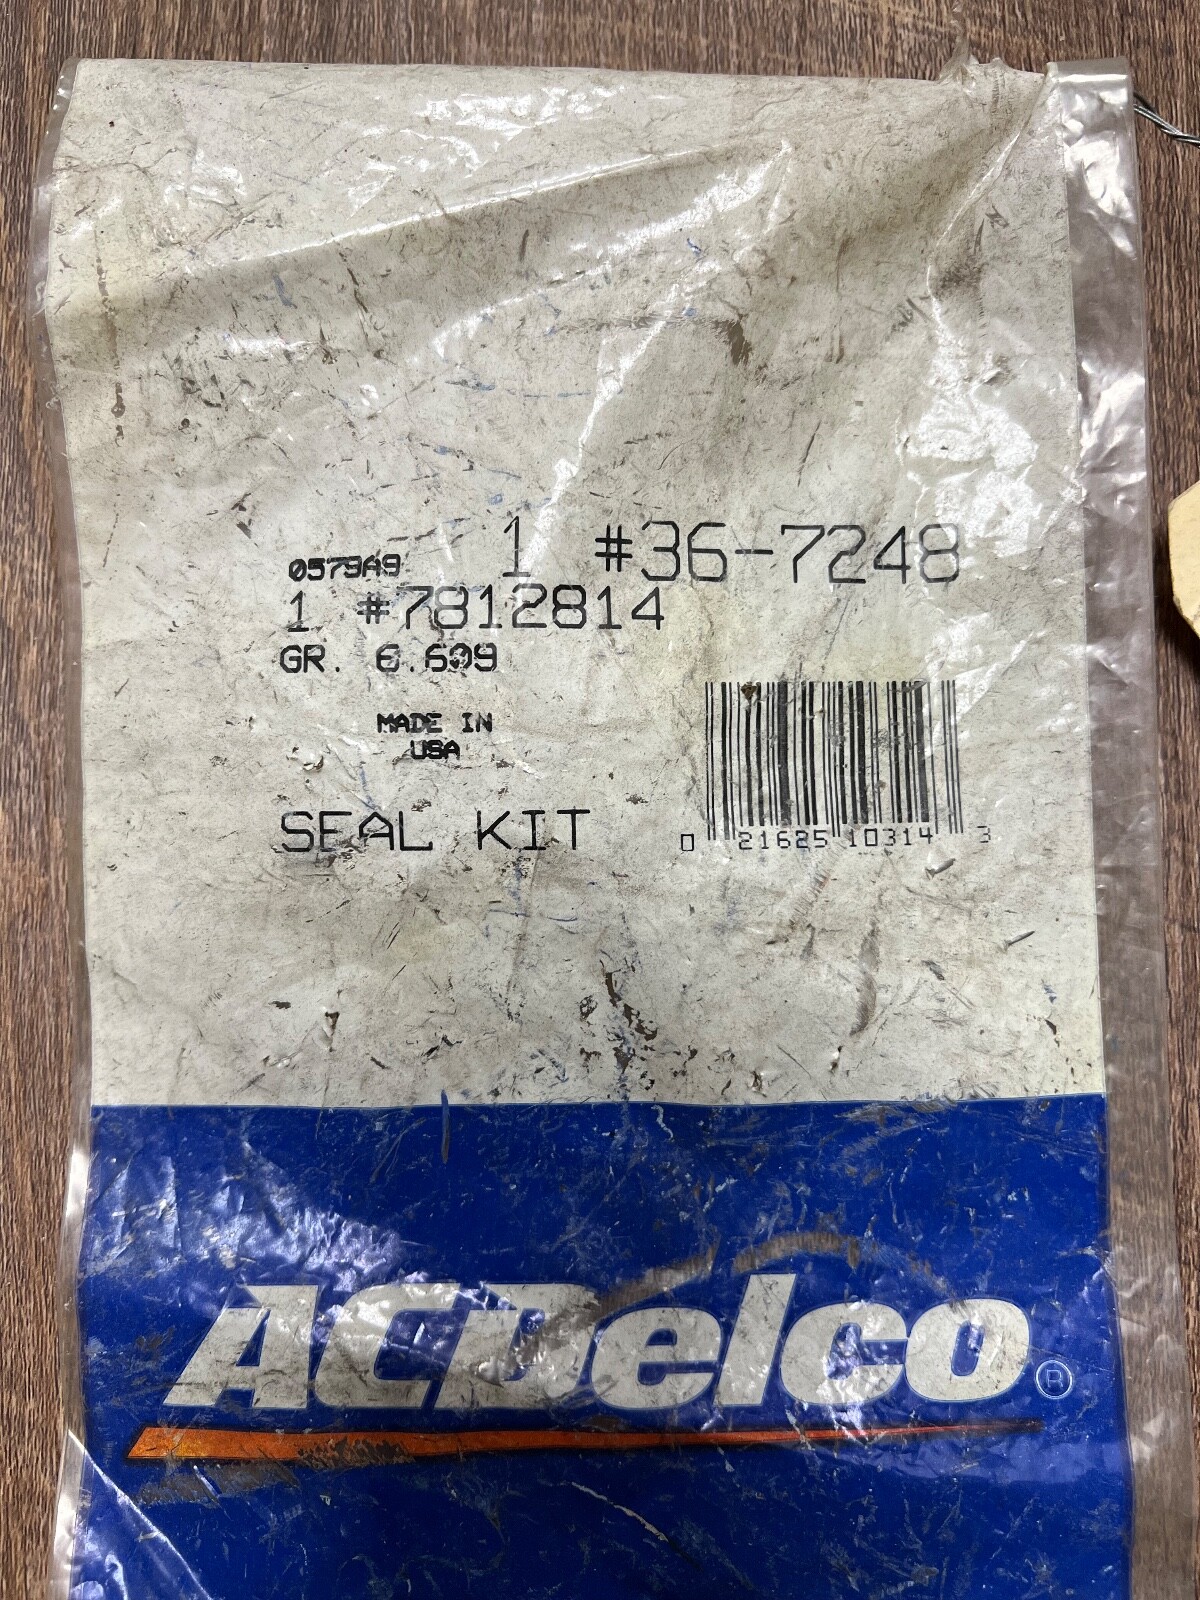 0579A9 1 #36-7248
1 #7812814
GR. 6.609
MADE IN
USA
SEAL KIT
0 21625 10314 3
ACDelco®